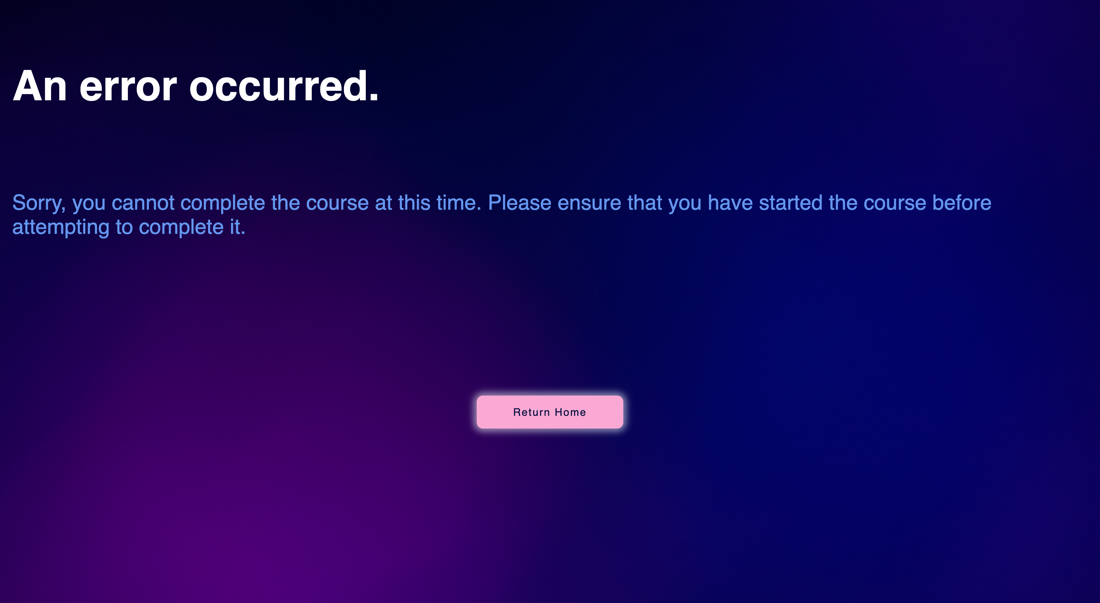 An error occurred.
Sorry, you cannot complete the course at this time. Please ensure that you have started the course before
attempting to complete it.
Return Home